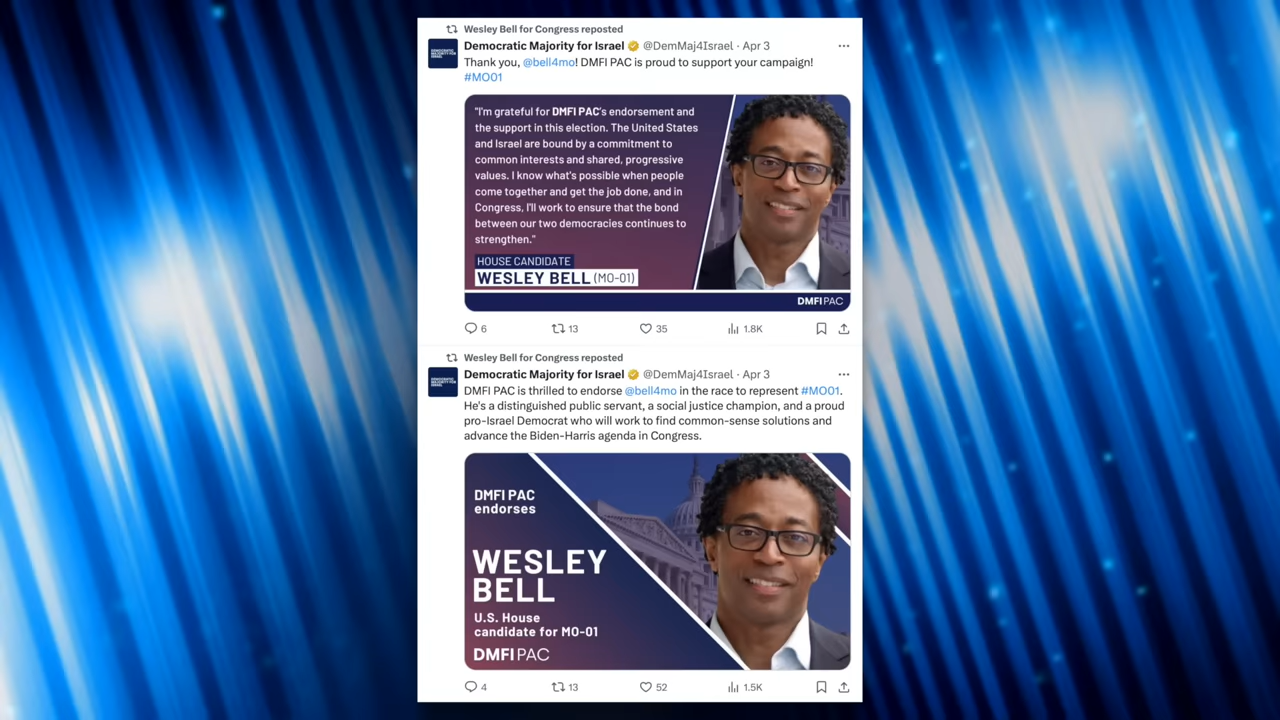 Wesley Bell for Congress reposted
Democratic Majority for Israel @DemMaj4Israel · Apr 3
Thank you, @bell4mo! DMFI PAC is proud to support your campaign!
#MO01
"I'm grateful for DMFI PAC's endorsement and
the support in this election. The United States
and Israel are bound by a commitment to
common interests and shared, progressive
values. I know what's possible when people
come together and get the job done, and in
Congress, I'll work to ensure that the bond
between our two democracies continues to
strengthen."
HOUSE CANDIDATE
WESLEY BELL (MO-01)
DMFI PAC
6 13 35 1.8K
Wesley Bell for Congress reposted
Democratic Majority for Israel @DemMaj4Israel · Apr 3
DMFI PAC is thrilled to endorse @bell4mo in the race to represent #MO01.
He's a distinguished public servant, a social justice champion, and a proud
pro-Israel Democrat who will work to find common-sense solutions and
advance the Biden-Harris agenda in Congress.
DMFI PAC
endorses
WESLEY
BELL
U.S. House
candidate for MO-01
DMFI PAC
4 13 52 1.5K